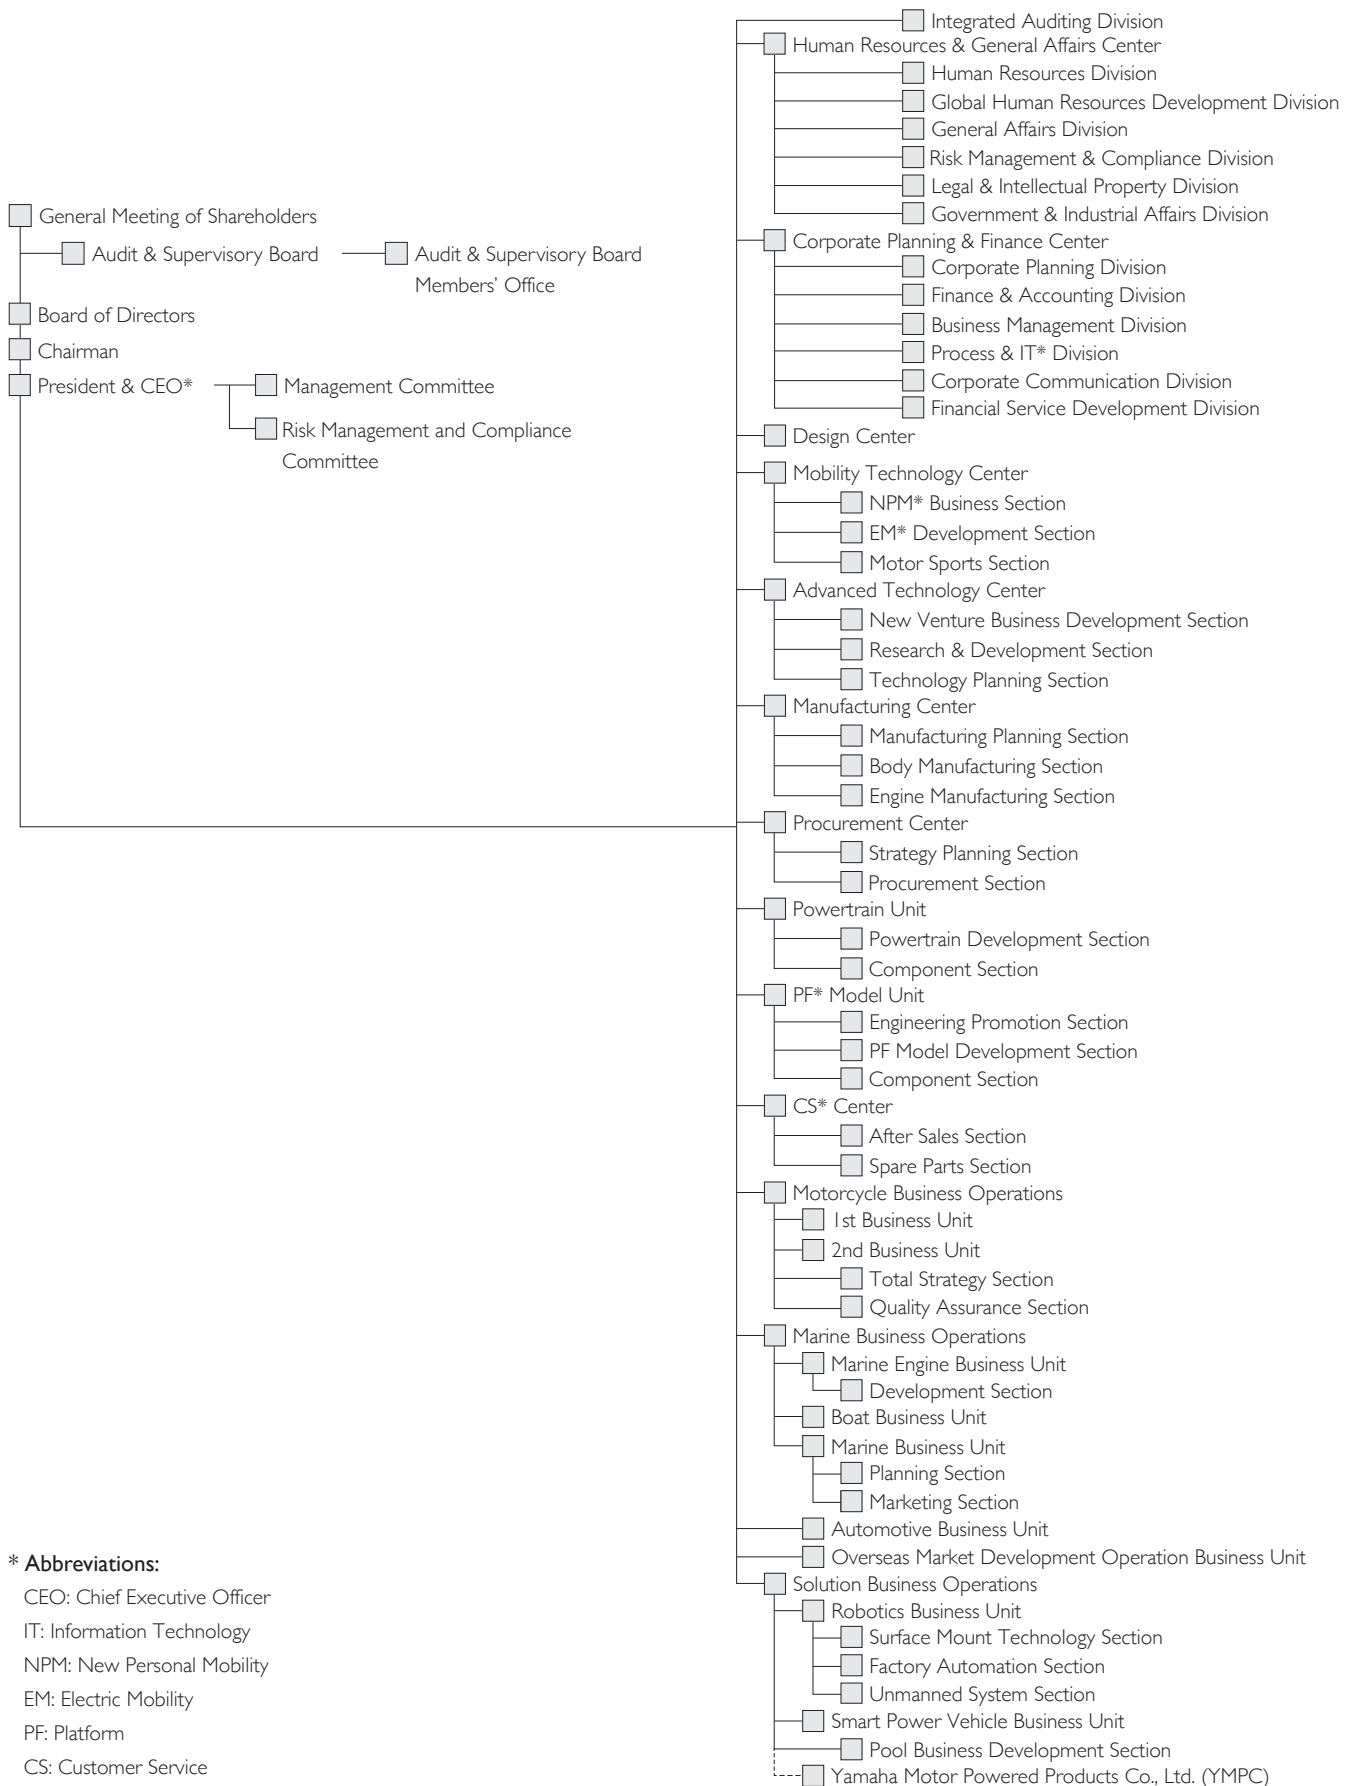 General Meeting of Shareholders
Audit & Supervisory Board
Audit & Supervisory Board
Members' Office
Board of Directors
Chairman
President & CEO*
Management Committee
Risk Management and Compliance
Committee
Integrated Auditing Division
Human Resources & General Affairs Center
Human Resources Division
Global Human Resources Development Division
General Affairs Division
Risk Management & Compliance Division
Legal & Intellectual Property Division
Government & Industrial Affairs Division
Corporate Planning & Finance Center
Corporate Planning Division
Finance & Accounting Division
Business Management Division
Process & IT* Division
Corporate Communication Division
Financial Service Development Division
Design Center
Mobility Technology Center
NPM* Business Section
EM* Development Section
Motor Sports Section
Advanced Technology Center
New Venture Business Development Section
Research & Development Section
Technology Planning Section
Manufacturing Center
Manufacturing Planning Section
Body Manufacturing Section
Engine Manufacturing Section
Procurement Center
Strategy Planning Section
Procurement Section
Powertrain Unit
Powertrain Development Section
Component Section
PF* Model Unit
Engineering Promotion Section
PF Model Development Section
Component Section
CS* Center
After Sales Section
Spare Parts Section
Motorcycle Business Operations
1st Business Unit
2nd Business Unit
Total Strategy Section
Quality Assurance Section
Marine Business Operations
Marine Engine Business Unit
Development Section
Boat Business Unit
Marine Business Unit
Planning Section
Marketing Section
Automotive Business Unit
Overseas Market Development Operation Business Unit
Solution Business Operations
Robotics Business Unit
Surface Mount Technology Section
Factory Automation Section
Unmanned System Section
Smart Power Vehicle Business Unit
Pool Business Development Section
Yamaha Motor Powered Products Co., Ltd. (YMPC)
* Abbreviations:
CEO: Chief Executive Officer
IT: Information Technology
NPM: New Personal Mobility
EM: Electric Mobility
PF: Platform
CS: Customer Service